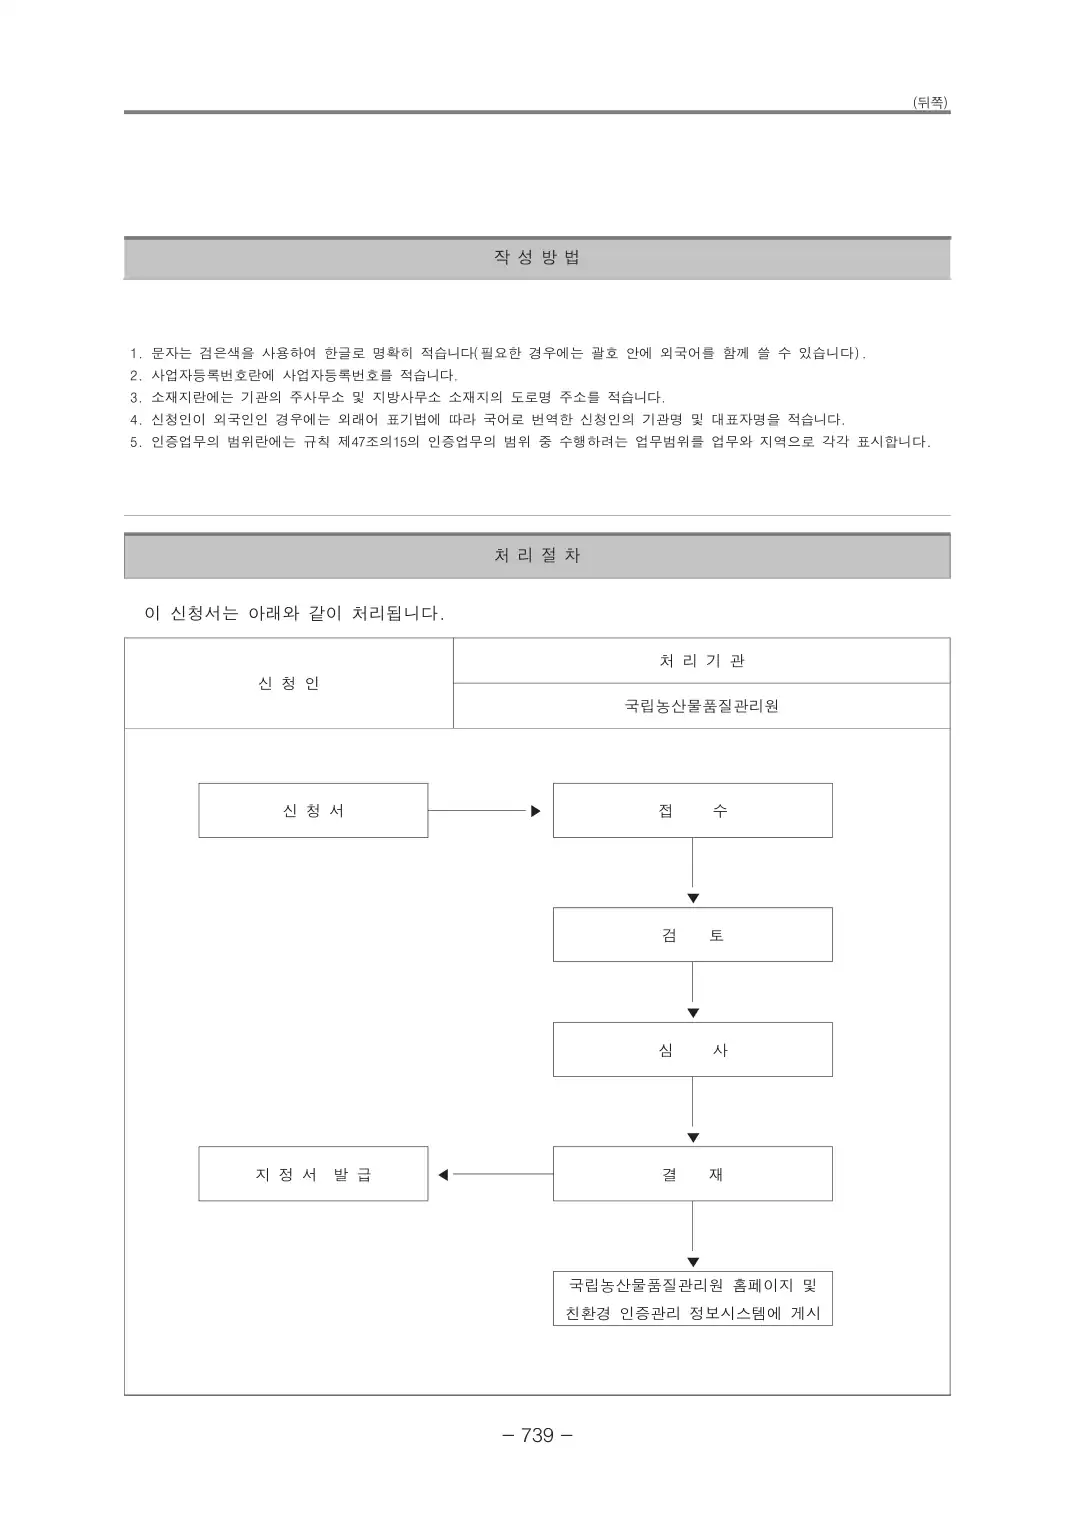 (뒤쪽)
작성방법
1. 문자는 검은색을 사용하여 한글로 명확히 적습니다(필요한 경우에는 괄호 안에 외국어를 함께 쓸 수 있습니다).
2. 사업자등록번호란에 사업자등록번호를 적습니다.
3. 소재지란에는 기관의 주사무소 및 지방사무소 소재지의 도로명 주소를 적습니다.
4. 신청인이 외국인인 경우에는 외래어 표기법에 따라 국어로 번역한 신청인의 기관명 및 대표자명을 적습니다.
5. 인증업무의 범위란에는 규칙 제47조의15의 인증업무의 범위 중 수행하려는 업무범위를 업무와 지역으로 각각 표시합니다.
처리절차
이 신청서는 아래와 같이 처리됩니다.
신청인
처리기관
국립농산물품질관리원
신청서
접 수
검 토
심 사
지정서 발급
결 재
국립농산물품질관리원 홈페이지 및
친환경 인증관리 정보시스템에 게시
- 739 -